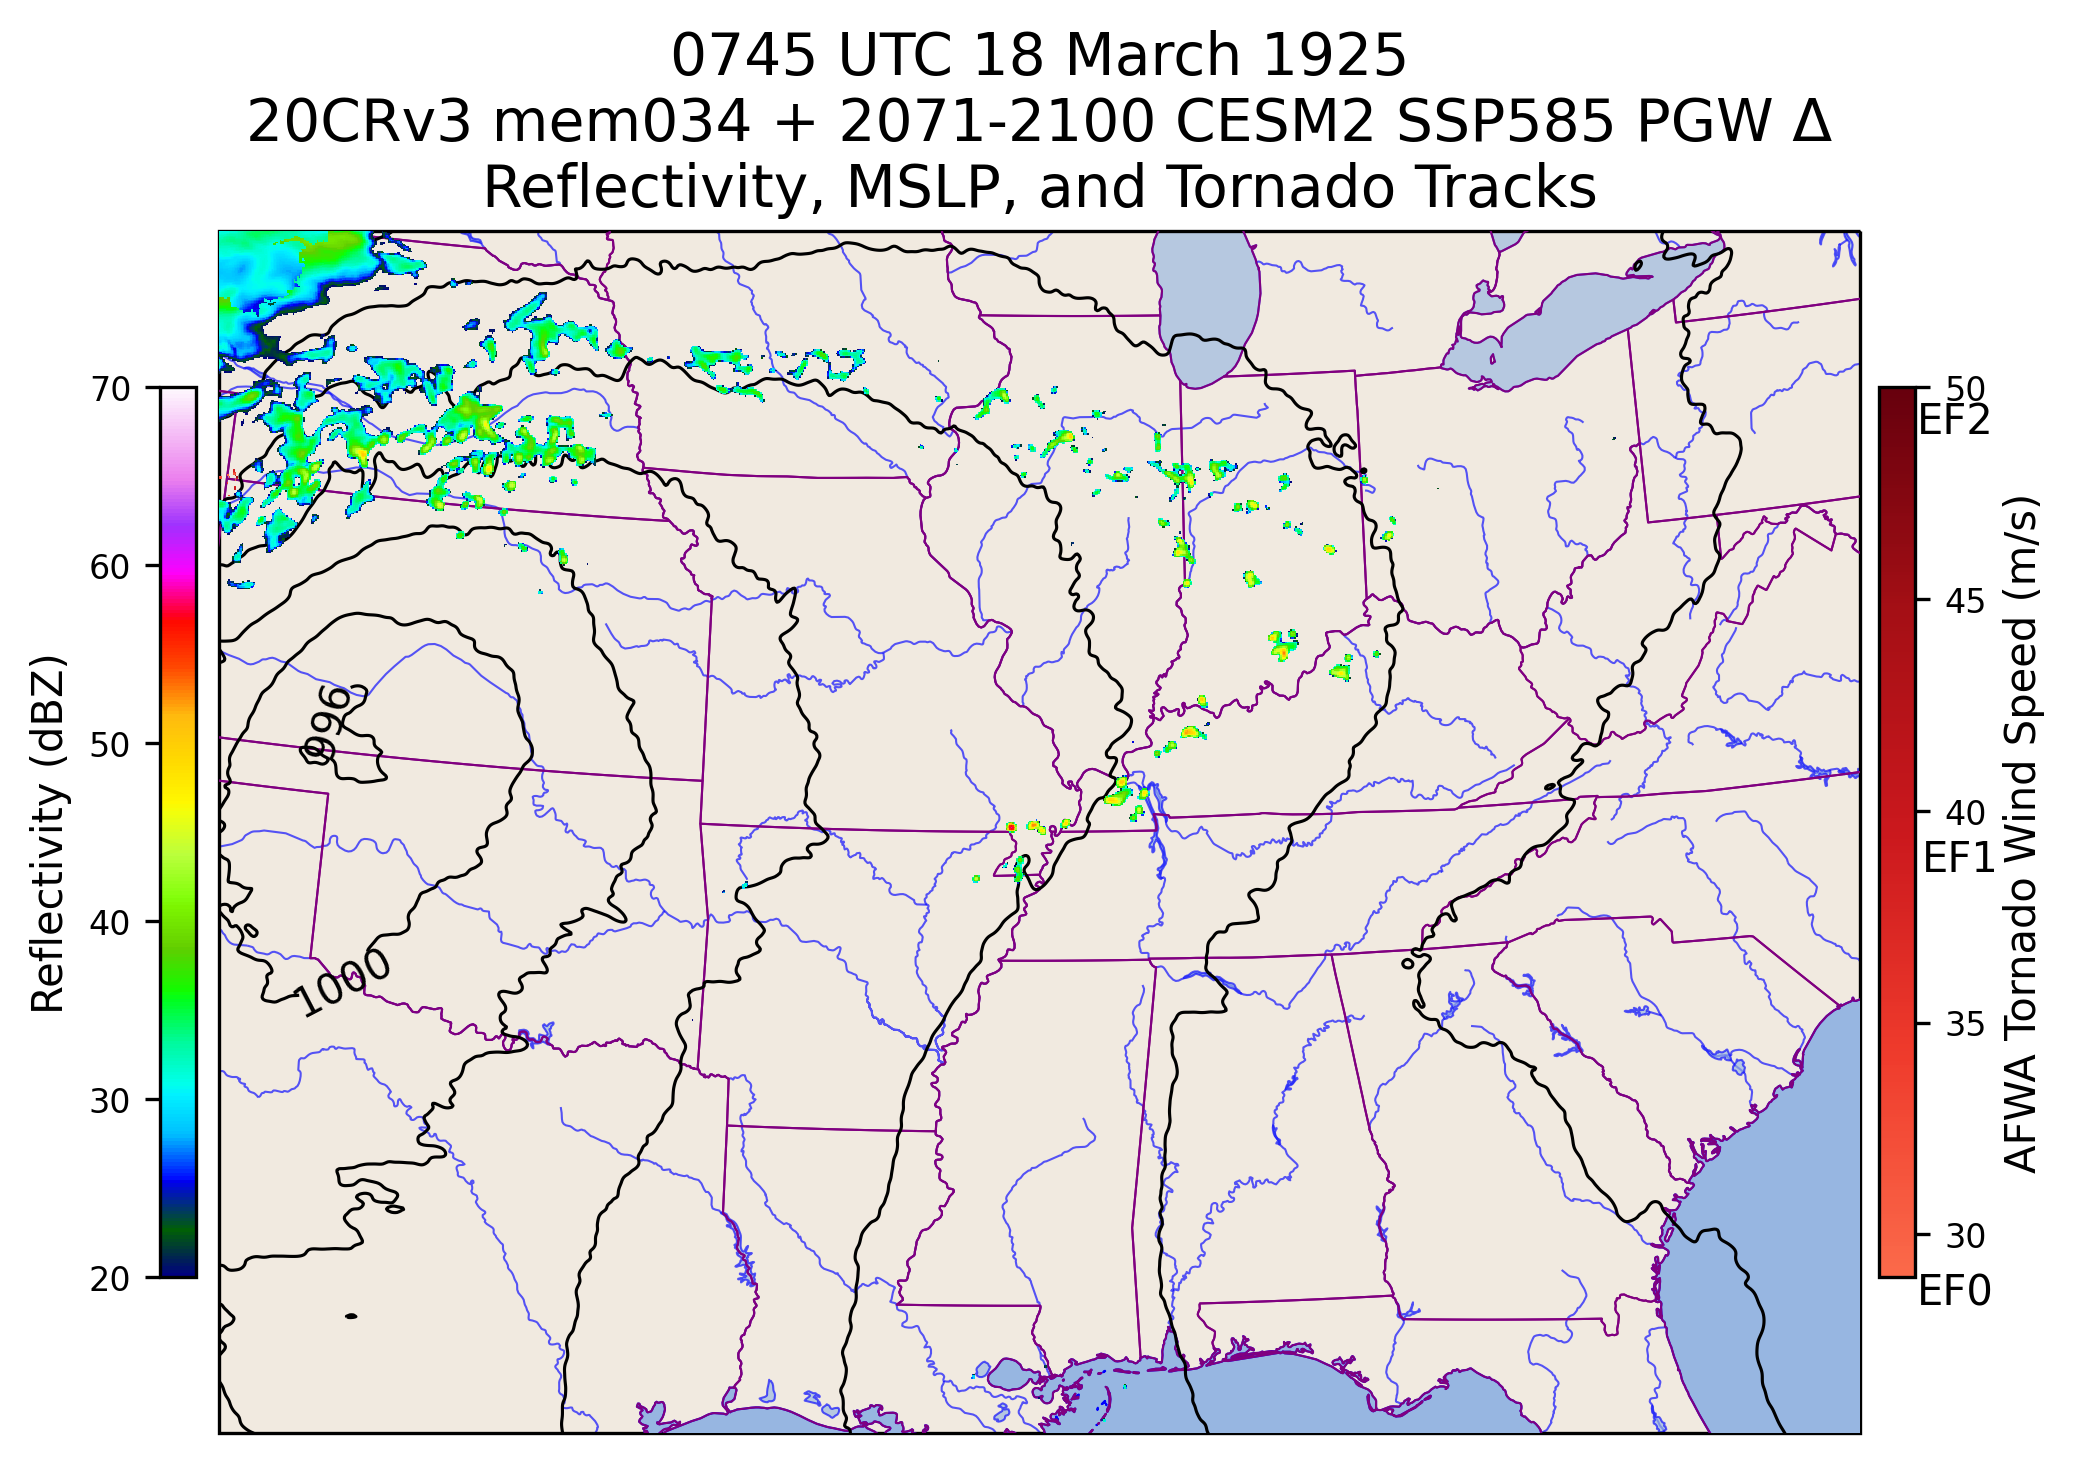 0745 UTC 18 March 1925
20CRv3 mem034 + 2071-2100 CESM2 SSP585 PGW Δ
Reflectivity, MSLP, and Tornado Tracks
Reflectivity (dBZ)
70
60
50
40
30
20
996
1000
50
EF2
45
40
EF1
35
30
EF0
AFWA Tornado Wind Speed (m/s)